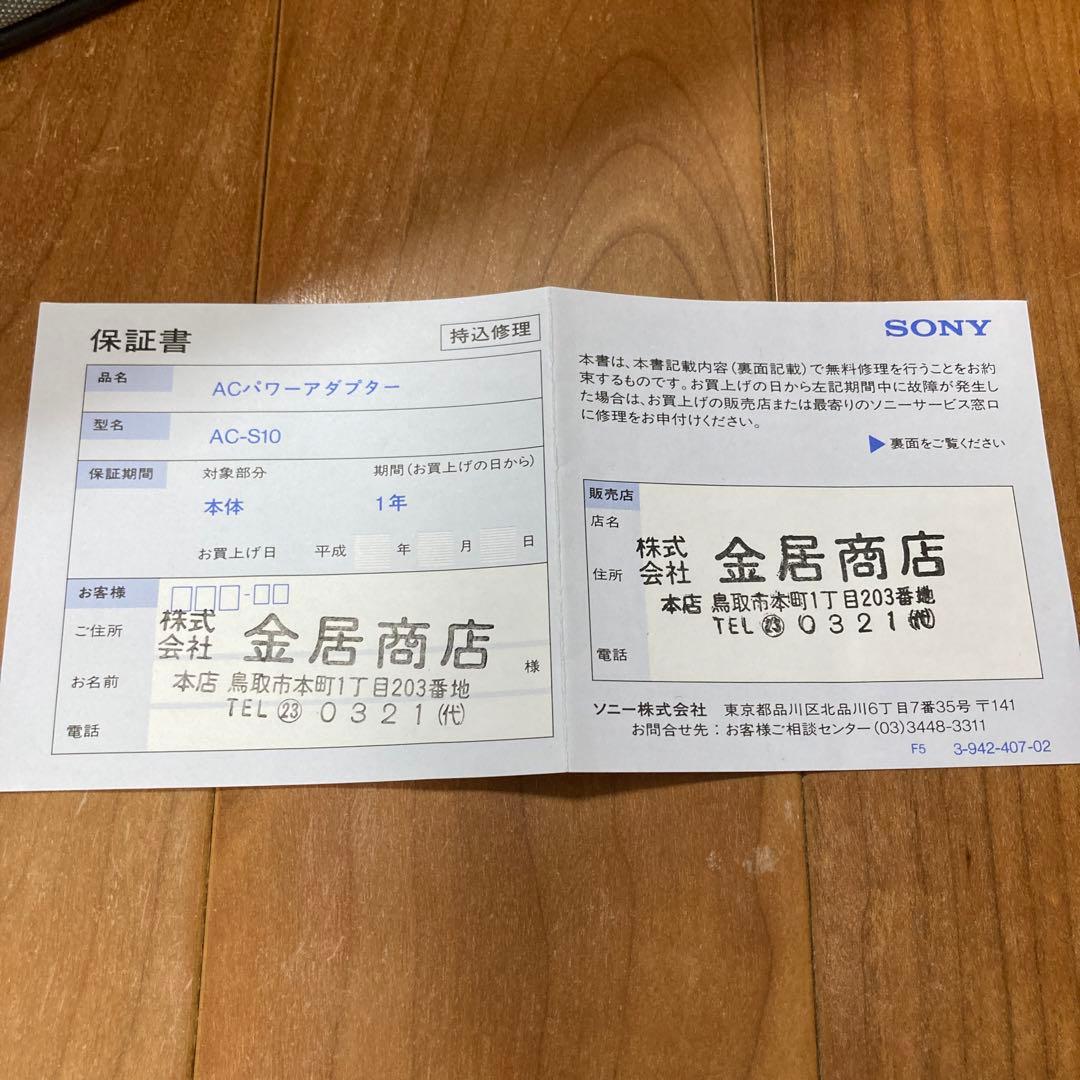 保証書
持込修理
品名 ACパワーアダプター
型名 AC-S10
保証期間 対象部分 期間(お買上げの日から)
本体 1年
お買上げ日 平成 年 月 日
お客様
ご住所
お名前
電話
様
株式会社 金居商店
本店 鳥取市本町1丁目203番地
TEL ㉓ 0321 (代)
SONY
本書は、本書記載内容(裏面記載)で無料修理を行うことをお約
束するものです。お買上げの日から左記期間中に故障が発生し
た場合は、お買上げの販売店または最寄りのソニーサービス窓口
に修理をお申付けください。
▶裏面をご覧ください
販売店
店名
住所
電話
株式会社 金居商店
本店 鳥取市本町1丁目203番地
TEL ㉓ 0321 (代)
ソニー株式会社 東京都品川区北品川6丁目7番35号 〒141
お問合せ先：お客様ご相談センター(03)3448-3311
F5 3-942-407-02